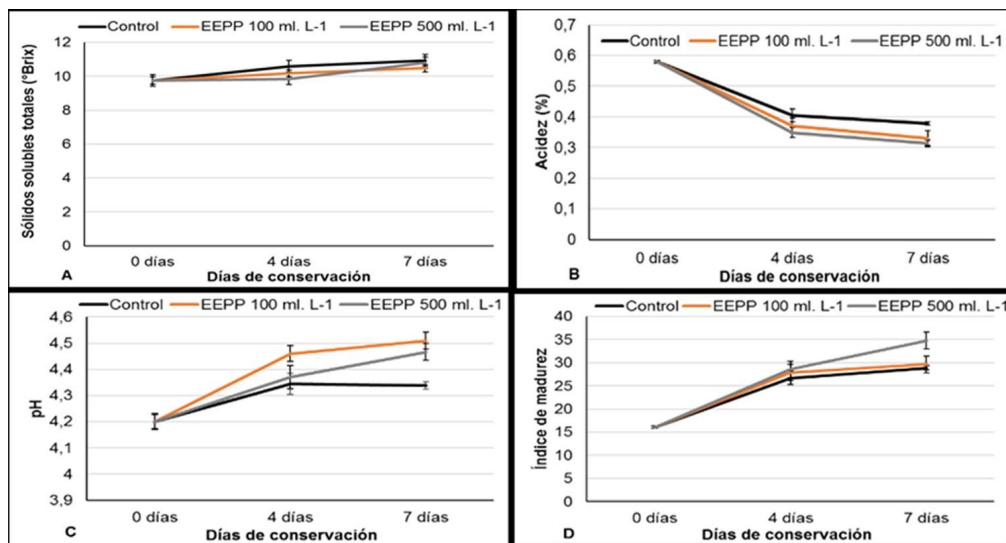 Control EEPP 100 ml. L-1 EEPP 500 ml. L-1
Sólidos solubles totales (°Brix)
12
10
8
6
4
2
0
0 días 4 días 7 días
A
Días de conservación
Control EEPP 100 ml. L-1 EEPP 500 ml. L-1
Acidez (%)
0,7
0,6
0,5
0,4
0,3
0,2
0,1
0
0 días 4 días 7 días
B
Días de conservación
Control EEPP 100 ml. L-1 EEPP 500 ml. L-1
pH
4,6
4,5
4,4
4,3
4,2
4,1
4
3,9
0 días 4 días 7 días
C
Días de conservación
Control EEPP 100 ml. L-1 EEPP 500 ml. L-1
Índice de madurez
40
35
30
25
20
15
10
5
0
0 días 4 días 7 días
D
Días de conservación